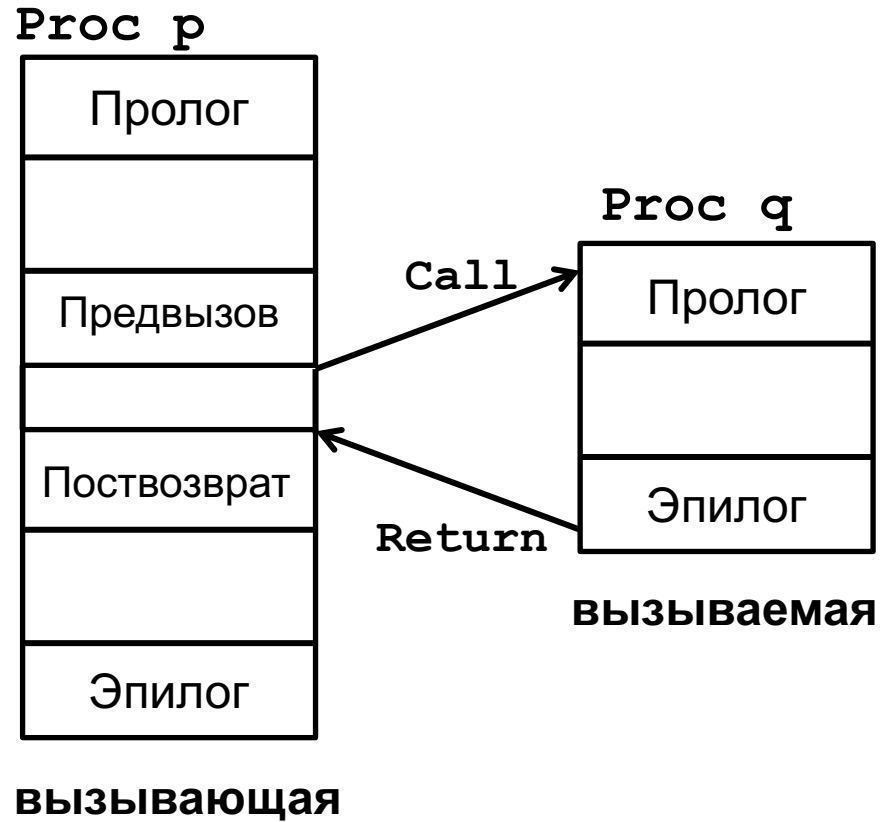 Proc p
Пролог
Предвызов
Поствозврат
Эпилог
вызывающая
Call
Return
Proc q
Пролог
Эпилог
вызываемая